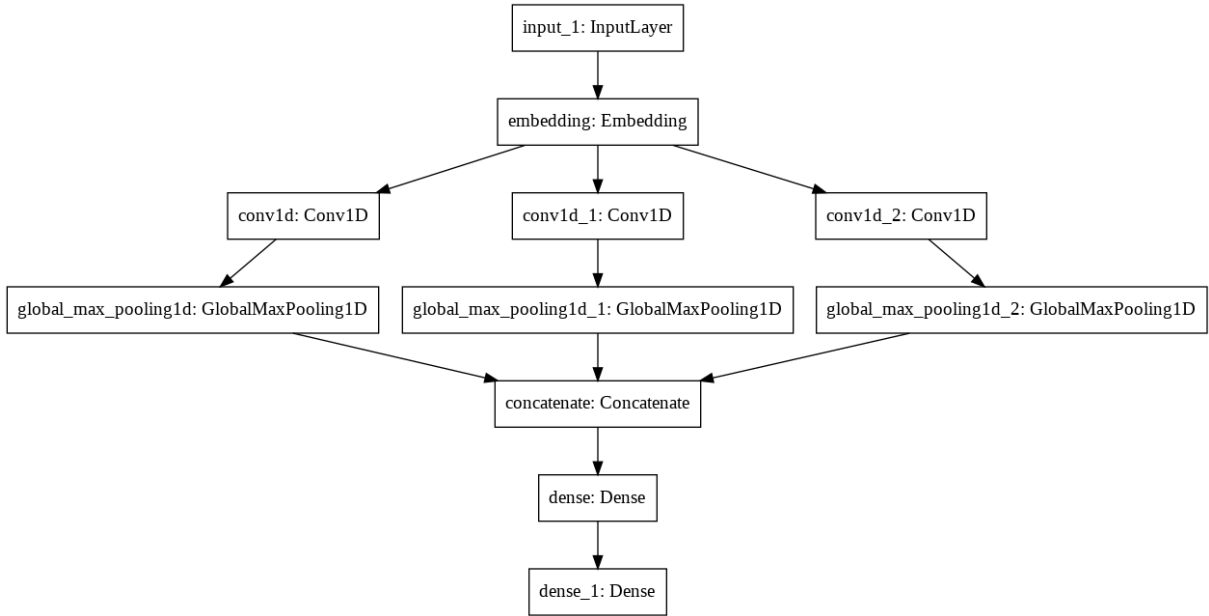 input_1: InputLayer
embedding: Embedding
conv1d: Conv1D
conv1d_1: Conv1D
conv1d_2: Conv1D
global_max_pooling1d: GlobalMaxPooling1D
global_max_pooling1d_1: GlobalMaxPooling1D
global_max_pooling1d_2: GlobalMaxPooling1D
concatenate: Concatenate
dense: Dense
dense_1: Dense